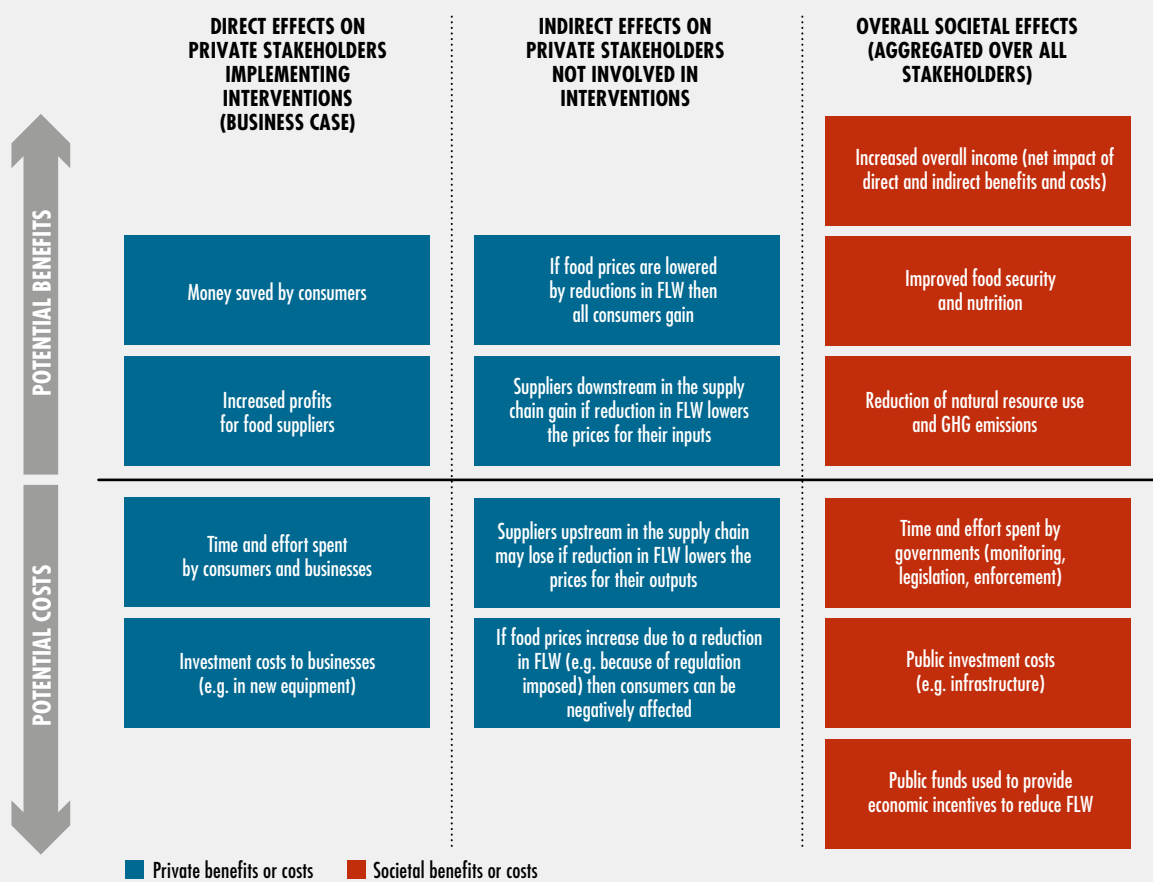 DIRECT EFFECTS ON
PRIVATE STAKEHOLDERS
IMPLEMENTING
INTERVENTIONS
(BUSINESS CASE)
INDIRECT EFFECTS ON
PRIVATE STAKEHOLDERS
NOT INVOLVED IN
INTERVENTIONS
OVERALL SOCIETAL EFFECTS
(AGGREGATED OVER ALL
STAKEHOLDERS)
POTENTIAL BENEFITS
Increased overall income (net impact of
direct and indirect benefits and costs)
Money saved by consumers
If food prices are lowered
by reductions in FLW then
all consumers gain
Improved food security
and nutrition
Increased profits
for food suppliers
Suppliers downstream in the supply
chain gain if reduction in FLW lowers
the prices for their inputs
Reduction of natural resource use
and GHG emissions
POTENTIAL COSTS
Time and effort spent
by consumers and businesses
Suppliers upstream in the supply chain
may lose if reduction in FLW lowers the
prices for their outputs
Time and effort spent by
governments (monitoring,
legislation, enforcement)
Investment costs to businesses
(e.g. in new equipment)
If food prices increase due to a reduction
in FLW (e.g. because of regulation
imposed) then consumers can be
negatively affected
Public investment costs
(e.g. infrastructure)
Public funds used to provide
economic incentives to reduce FLW
Private benefits or costs
Societal benefits or costs